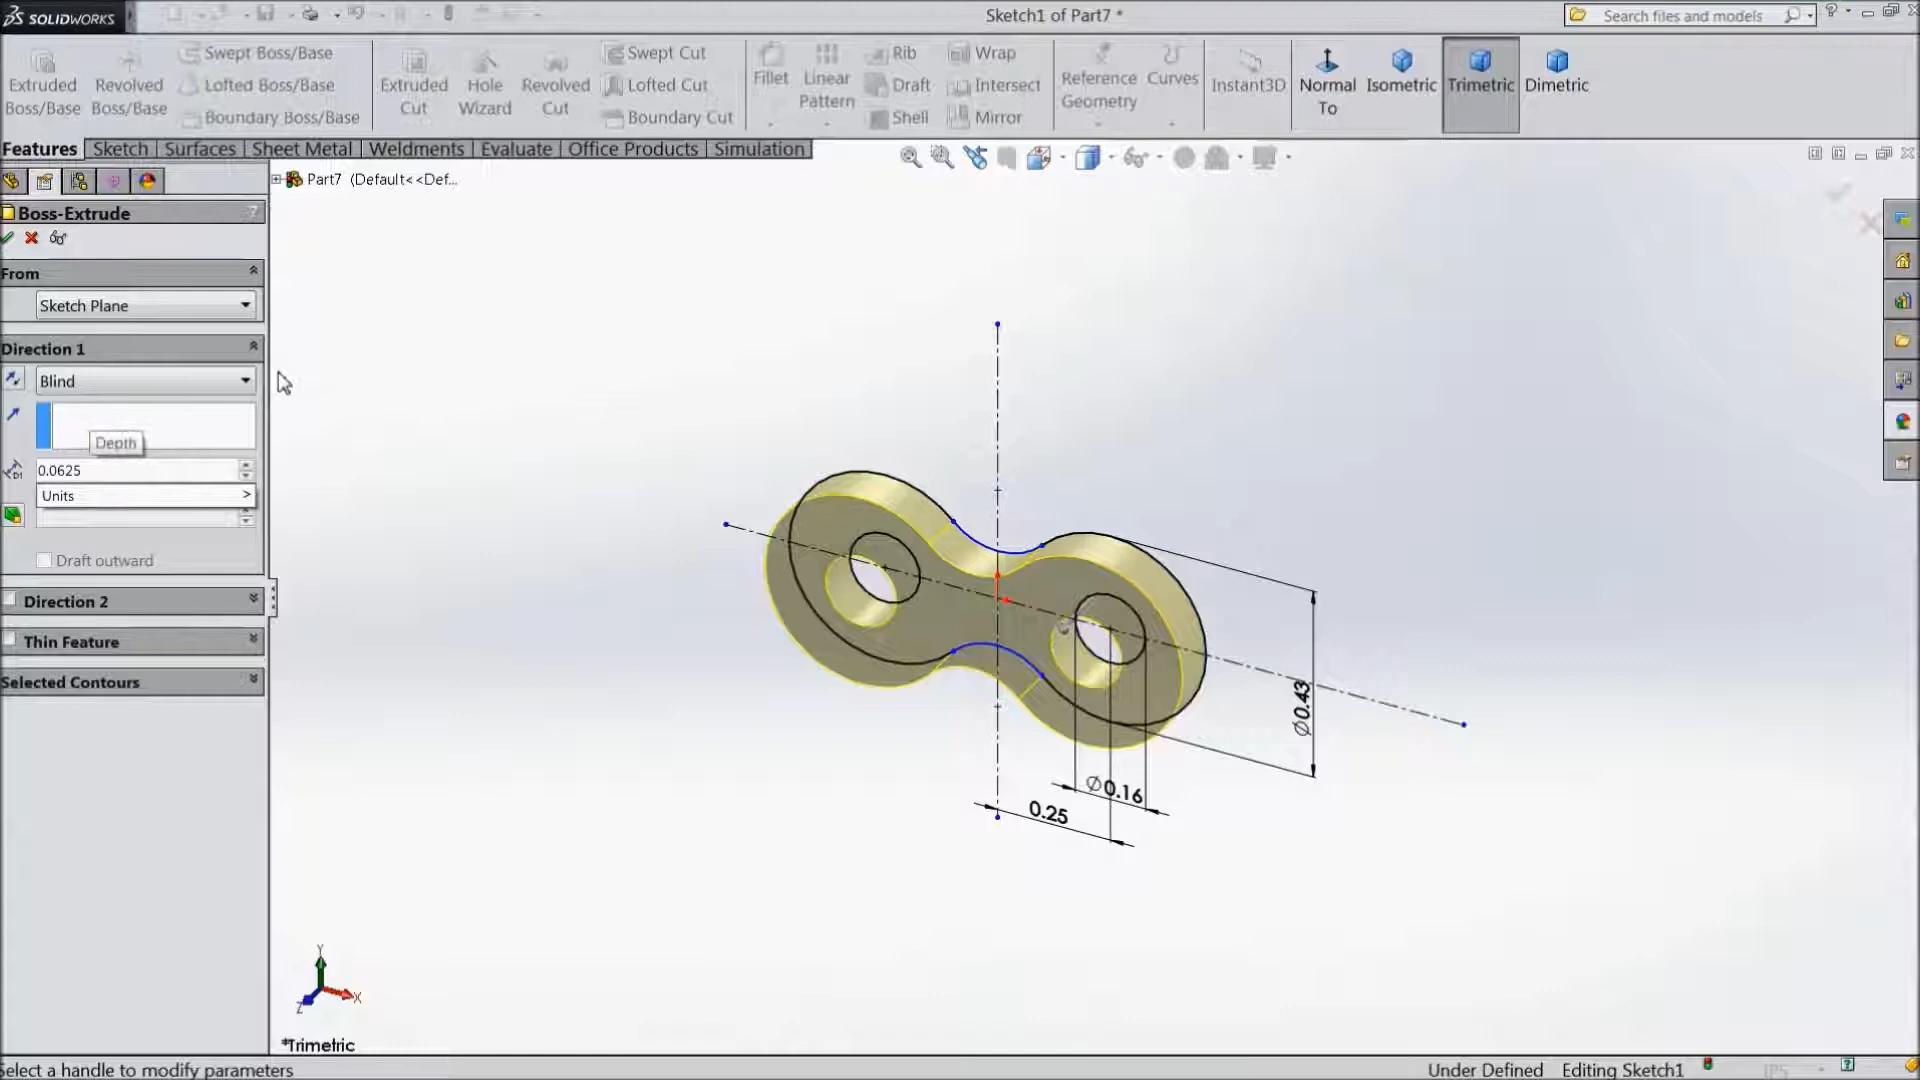 SOLIDWORKS
Sketch1 of Part7 *
Search files and models
Extruded Boss/Base
Revolved Boss/Base
Swept Boss/Base
Lofted Boss/Base
Boundary Boss/Base
Extruded Cut
Hole Wizard
Revolved Cut
Swept Cut
Lofted Cut
Boundary Cut
Fillet
Linear Pattern
Rib
Draft
Shell
Wrap
Intersect
Mirror
Reference Geometry
Curves
Instant3D
Normal To
Isometric
Trimetric
Dimetric
Features
Sketch
Surfaces
Sheet Metal
Weldments
Evaluate
Office Products
Simulation
Part7 (Default<<Def...
Boss-Extrude
?
From
Sketch Plane
Direction 1
Blind
Depth
D1
0.0625
Units >
Draft outward
Direction 2
Thin Feature
Selected Contours
Ø0.43
Ø0.16
0.25
Y
X
Z
*Trimetric
Select a handle to modify parameters
Under Defined
Editing Sketch1
IPS